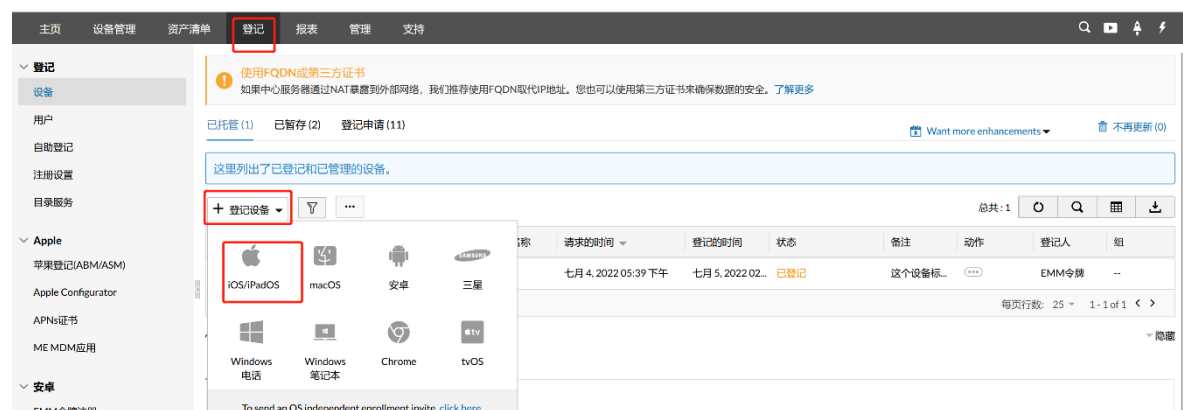 主页 设备管理 资产清单 登记 报表 管理 支持
登记
设备
用户
自助登记
注册设置
目录服务
Apple
苹果登记(ABM/ASM)
Apple Configurator
APNs证书
ME MDM应用
安卓
使用FQDN或第三方证书
如果中心服务器通过NAT暴露到外部网络，我们推荐使用FQDN取代IP地址。您也可以使用第三方证书来确保数据的安全。了解更多
已托管 (1) 已暂存 (2) 登记申请 (11) Want more enhancements 不再更新 (0)
这里列出了已登记和已管理的设备。
+ 登记设备 ... 总共: 1
请求的时间 登记的时间 状态 备注 动作 登记人 组
七月 4, 2022 05:39 下午 七月 5, 2022 02... 已登记 这个设备标... EMM令牌 --
每页行数: 25 1 - 1 of 1
隐藏
iOS/iPadOS macOS 安卓 三星
SAMSUNG
tv
Windows 电话 Windows 笔记本 Chrome tvOS
To send an OS independent enrollment invite, click here